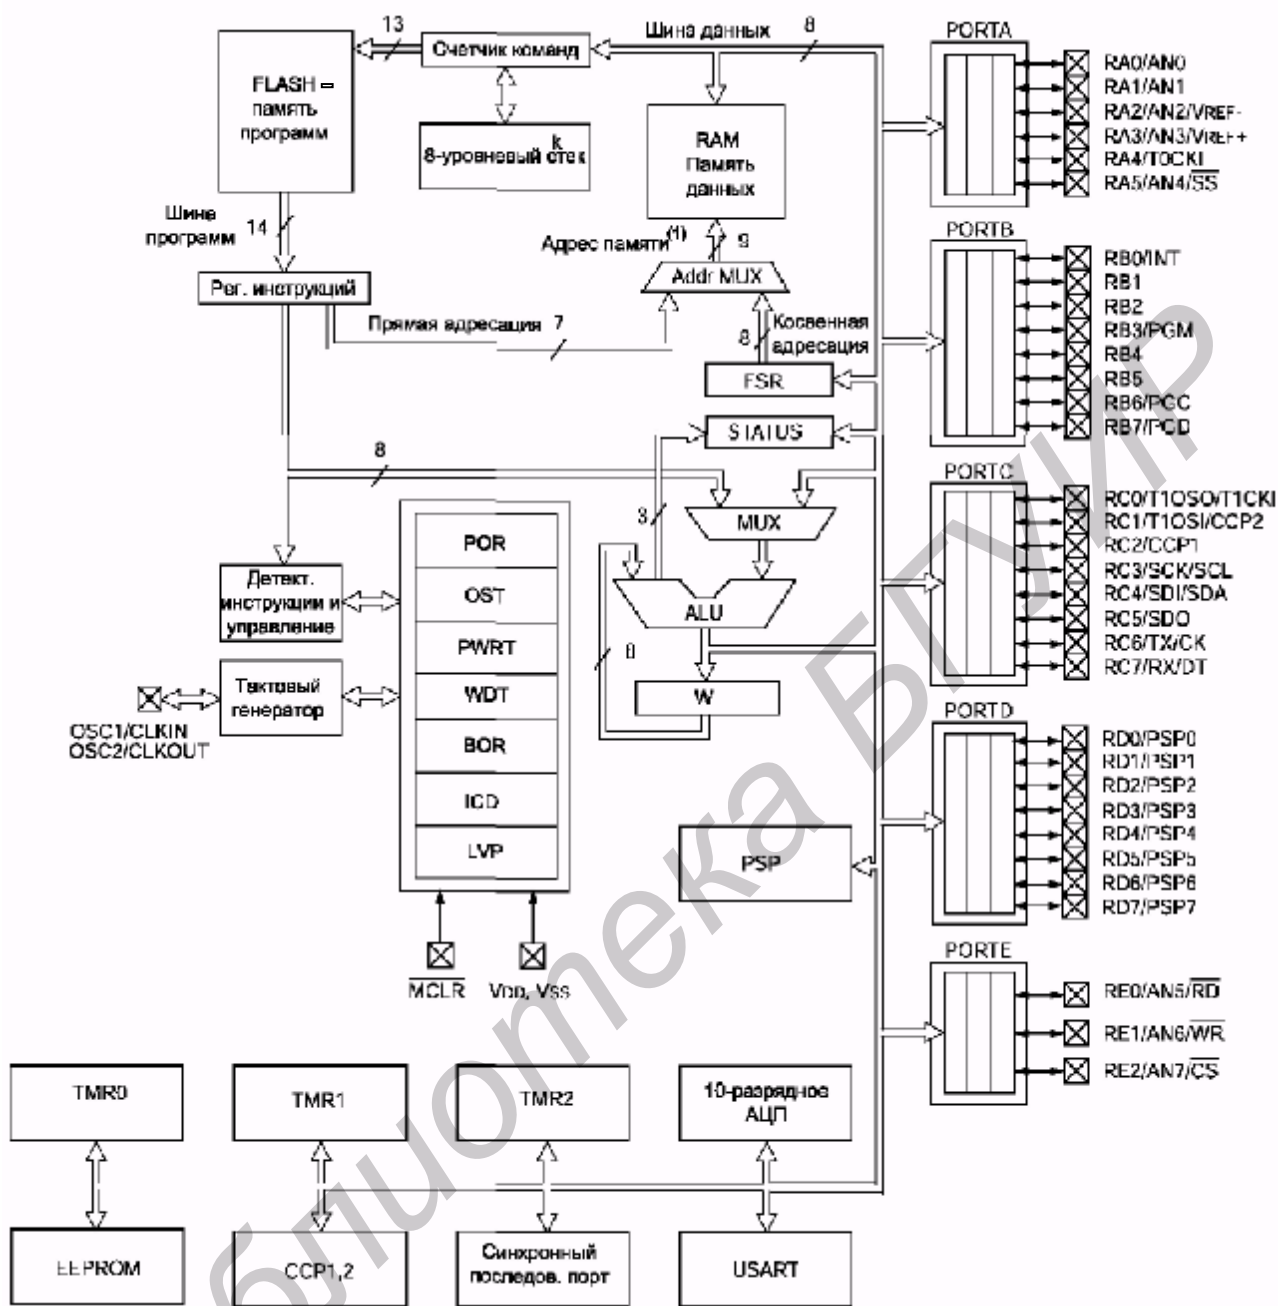 13
Шина данных
8
PORTA
Счетчик команд
FLASH –
память
программ
k
8-уровневый стек
RAM
Память
данных
RA0/AN0
RA1/AN1
RA2/AN2/VREF-
RA3/AN3/VREF+
RA4/T0CKI
RA5/AN4/SS
Шина
программ
14
Адрес памяти(1)
9
PORTB
Рег. инструкций
Addr MUX
Прямая адресация
7
8
Косвенная
адресация
FSR
STATUS
RB0/INT
RB1
RB2
RB3/PGM
RB4
RB5
RB6/PGC
RB7/PGD
8
3
MUX
PORTC
RC0/T1OSO/T1CKI
RC1/T1OSI/CCP2
RC2/CCP1
RC3/SCK/SCL
RC4/SDI/SDA
RC5/SDO
RC6/TX/CK
RC7/RX/DT
POR
OST
PWRT
WDT
BOR
ICD
LVP
Детект.
инструкции и
управление
ALU
8
W
Тактовый
генератор
OSC1/CLKIN
OSC2/CLKOUT
PORTD
RD0/PSP0
RD1/PSP1
RD2/PSP2
RD3/PSP3
RD4/PSP4
RD5/PSP5
RD6/PSP6
RD7/PSP7
PSP
MCLR
VDD, VSS
PORTE
RE0/AN5/RD
RE1/AN6/WR
RE2/AN7/CS
TMR0
TMR1
TMR2
10-разрядное
АЦП
EEPROM
CCP1,2
Синхронный
последов. порт
USART
блиотека БГУИР